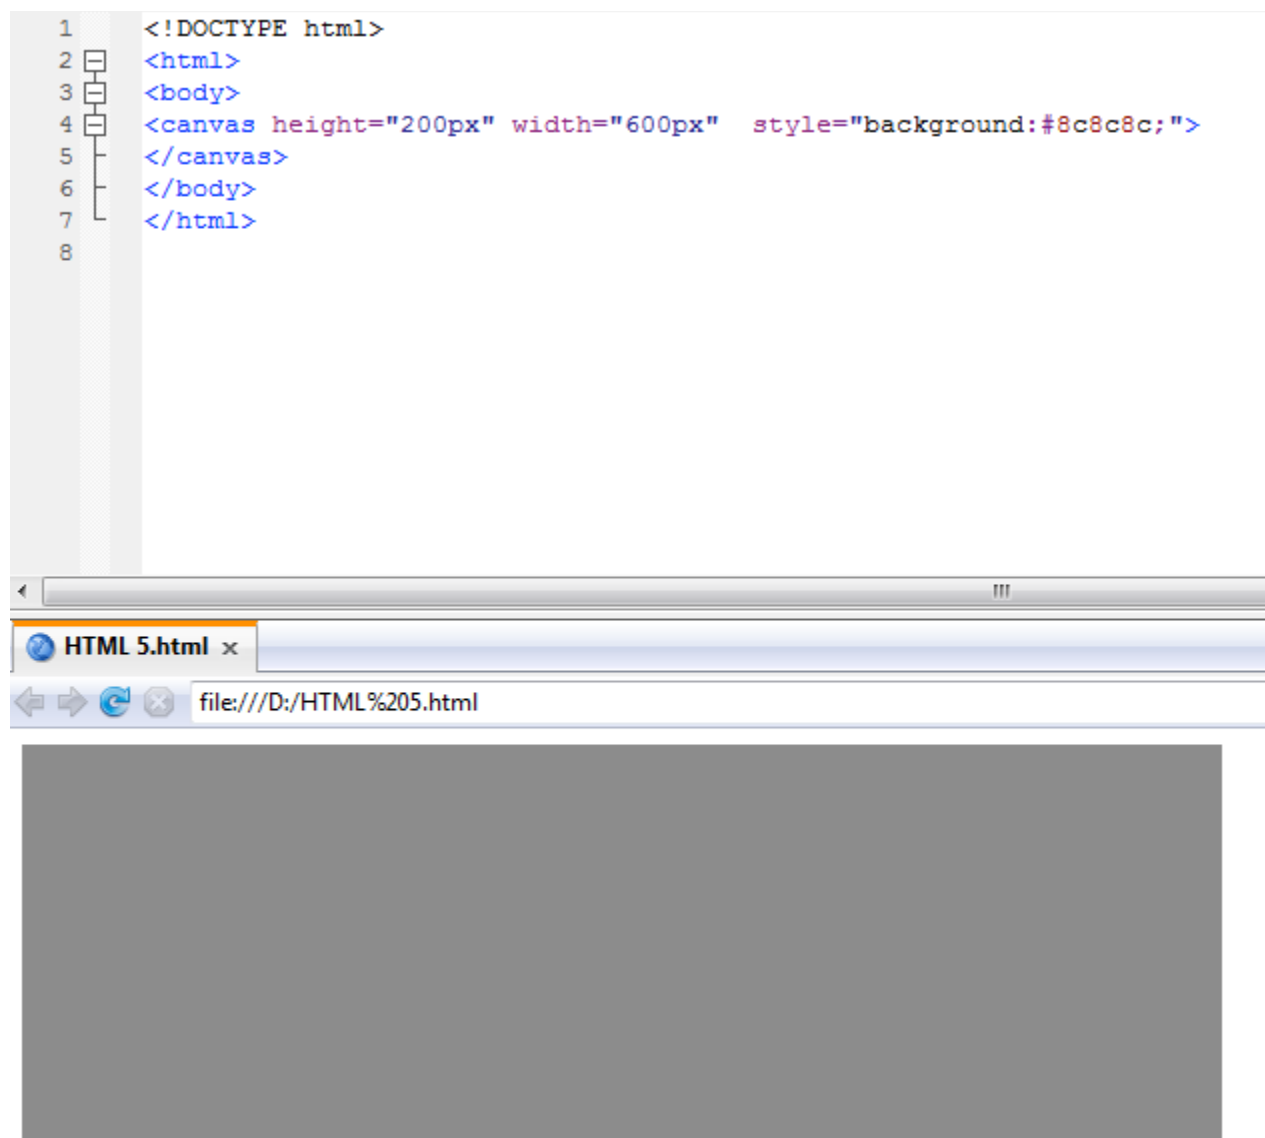 1 <!DOCTYPE html>
2 <html>
3 <body>
4 <canvas height="200px" width="600px"  style="background:#8c8c8c;">
5 </canvas>
6 </body>
7 </html>
8
HTML 5.html x
file:///D:/HTML%205.html